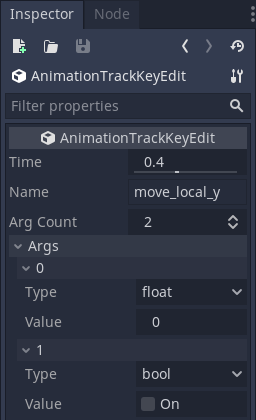 Inspector Node
AnimationTrackKeyEdit
Filter properties
AnimationTrackKeyEdit
Time 0.4
Name move_local_y
Arg Count 2
Args
0
Type float
Value 0
1
Type bool
Value On